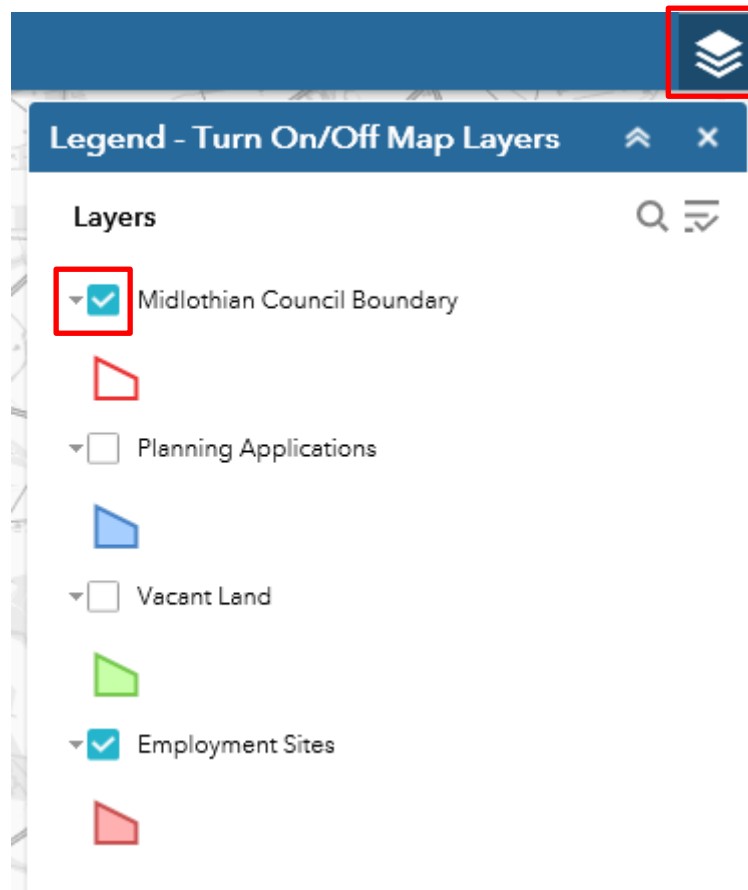 Legend - Turn On/Off Map Layers
Layers
Midlothian Council Boundary
Planning Applications
Vacant Land
Employment Sites